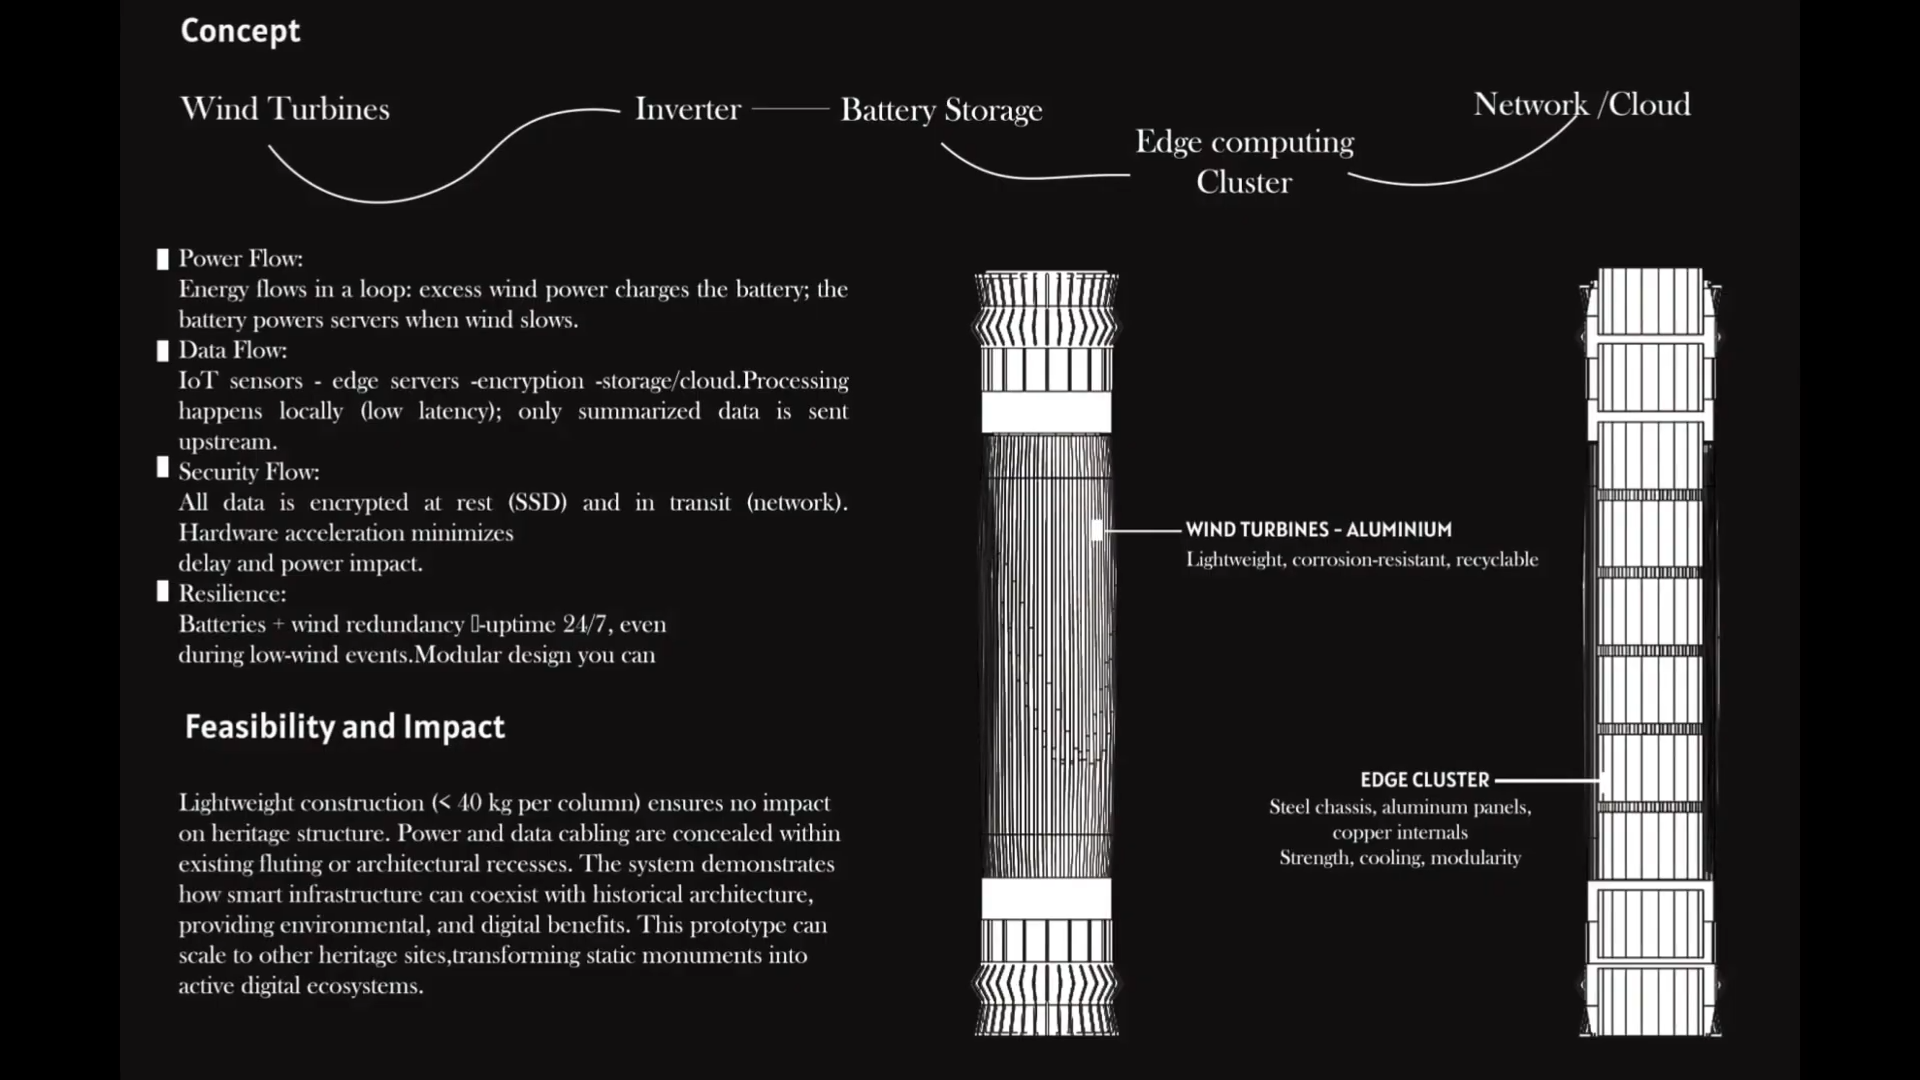 Concept
Wind Turbines
Inverter
Battery Storage
Edge computing
Cluster
Network /Cloud
Power Flow:
Energy flows in a loop: excess wind power charges the battery; the
battery powers servers when wind slows.
Data Flow:
IoT sensors - edge servers -encryption -storage/cloud.Processing
happens locally (low latency); only summarized data is sent
upstream.
Security Flow:
All data is encrypted at rest (SSD) and in transit (network).
Hardware acceleration minimizes
delay and power impact.
Resilience:
Batteries + wind redundancy ▯-uptime 24/7, even
during low-wind events.Modular design you can
Feasibility and Impact
Lightweight construction (< 40 kg per column) ensures no impact
on heritage structure. Power and data cabling are concealed within
existing fluting or architectural recesses. The system demonstrates
how smart infrastructure can coexist with historical architecture,
providing environmental, and digital benefits. This prototype can
scale to other heritage sites,transforming static monuments into
active digital ecosystems.
WIND TURBINES - ALUMINIUM
Lightweight, corrosion-resistant, recyclable
EDGE CLUSTER
Steel chassis, aluminum panels,
copper internals
Strength, cooling, modularity